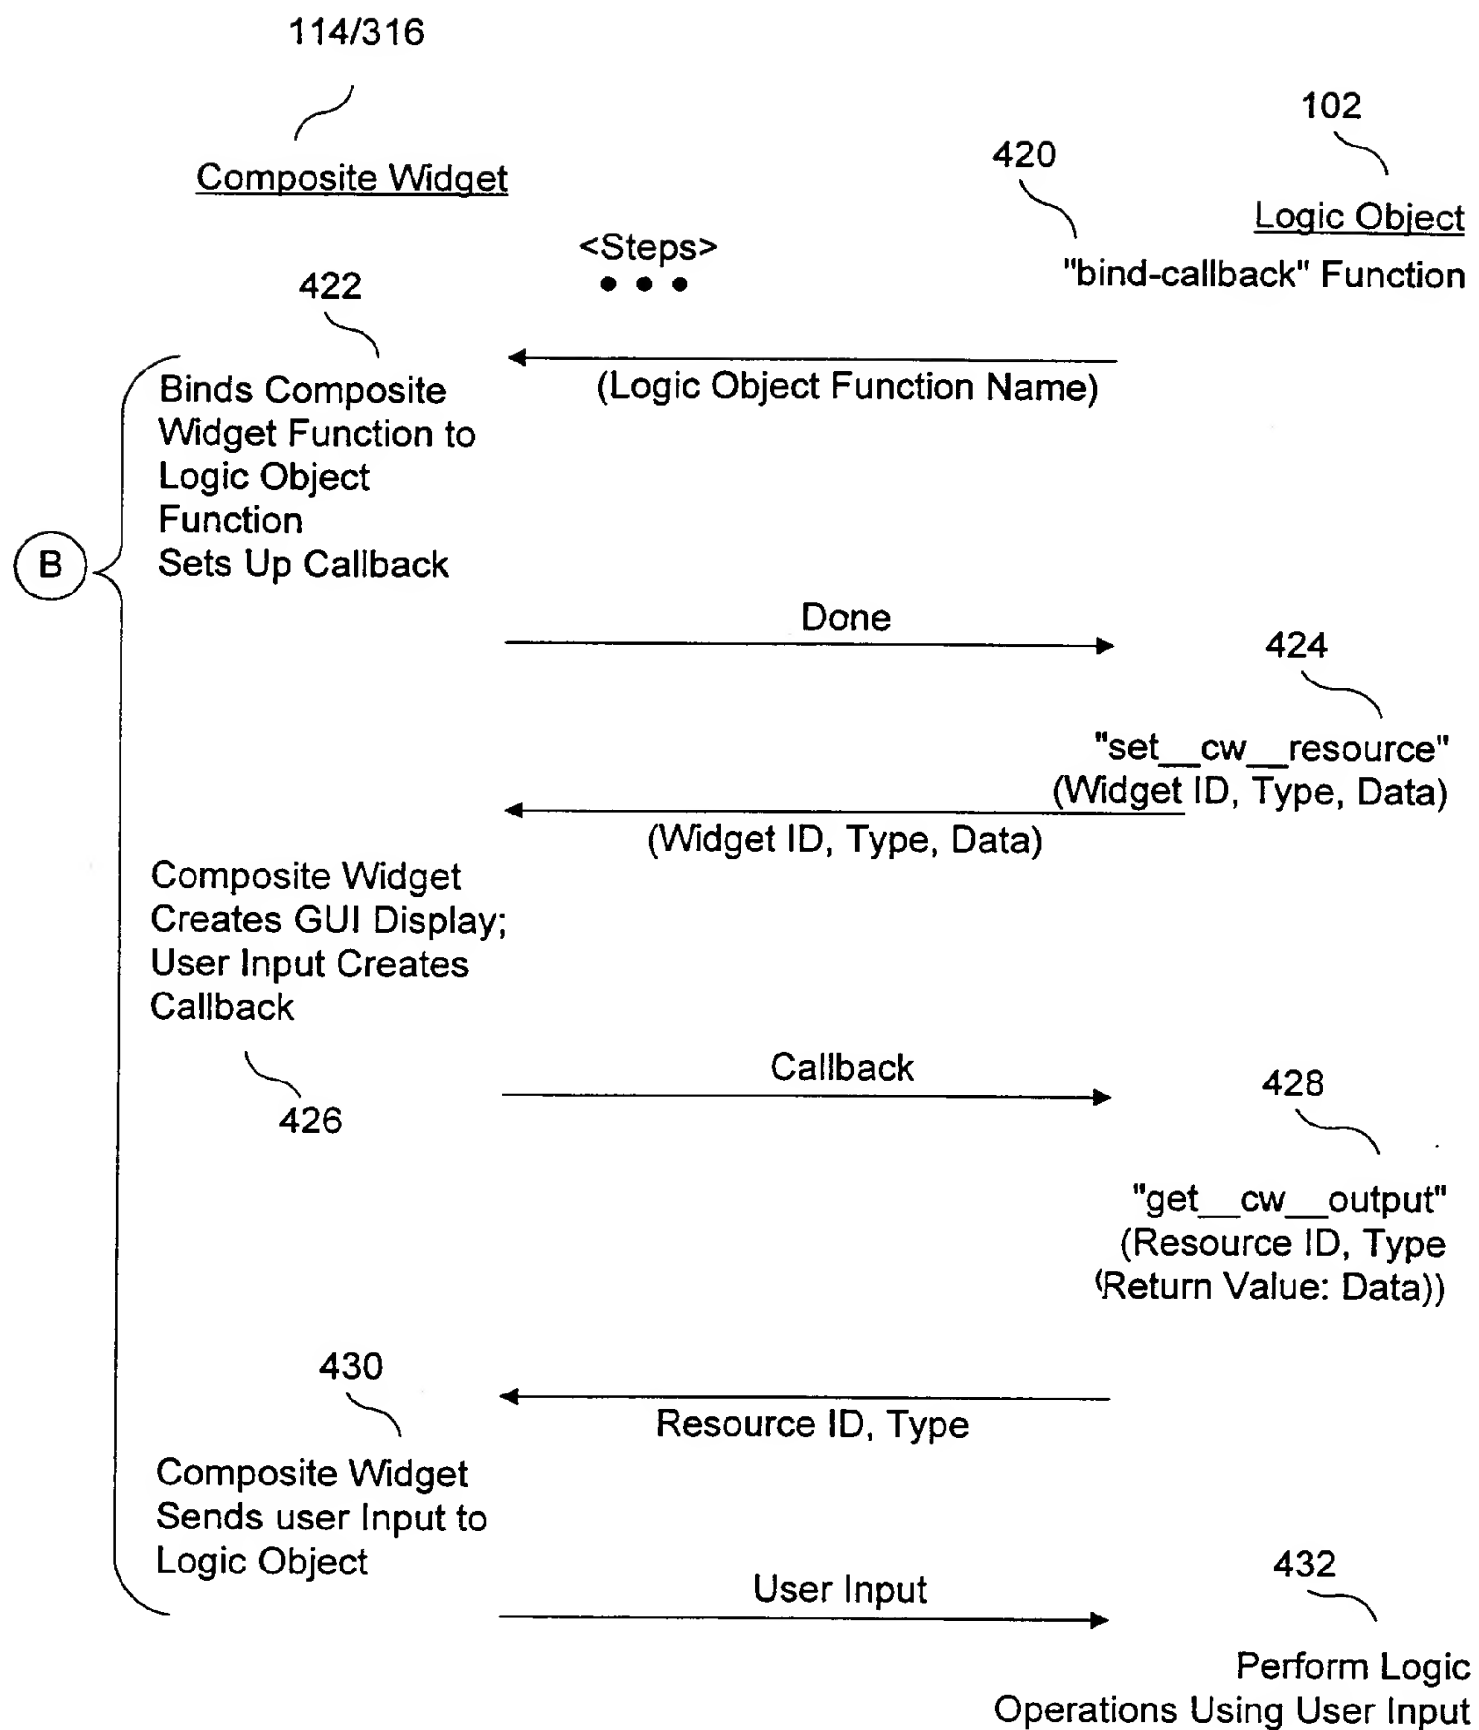 114/316
102
420
Composite Widget
Logic Object
<Steps>
• • •
"bind-callback" Function
422
(Logic Object Function Name)
Binds Composite
Widget Function to
Logic Object
Function
Sets Up Callback
B
Done
424
"set__cw__resource"
(Widget ID, Type, Data)
(Widget ID, Type, Data)
Composite Widget
Creates GUI Display;
User Input Creates
Callback
426
Callback
428
"get__cw__output"
(Resource ID, Type
(Return Value: Data))
430
Resource ID, Type
Composite Widget
Sends user Input to
Logic Object
User Input
432
Perform Logic
Operations Using User Input